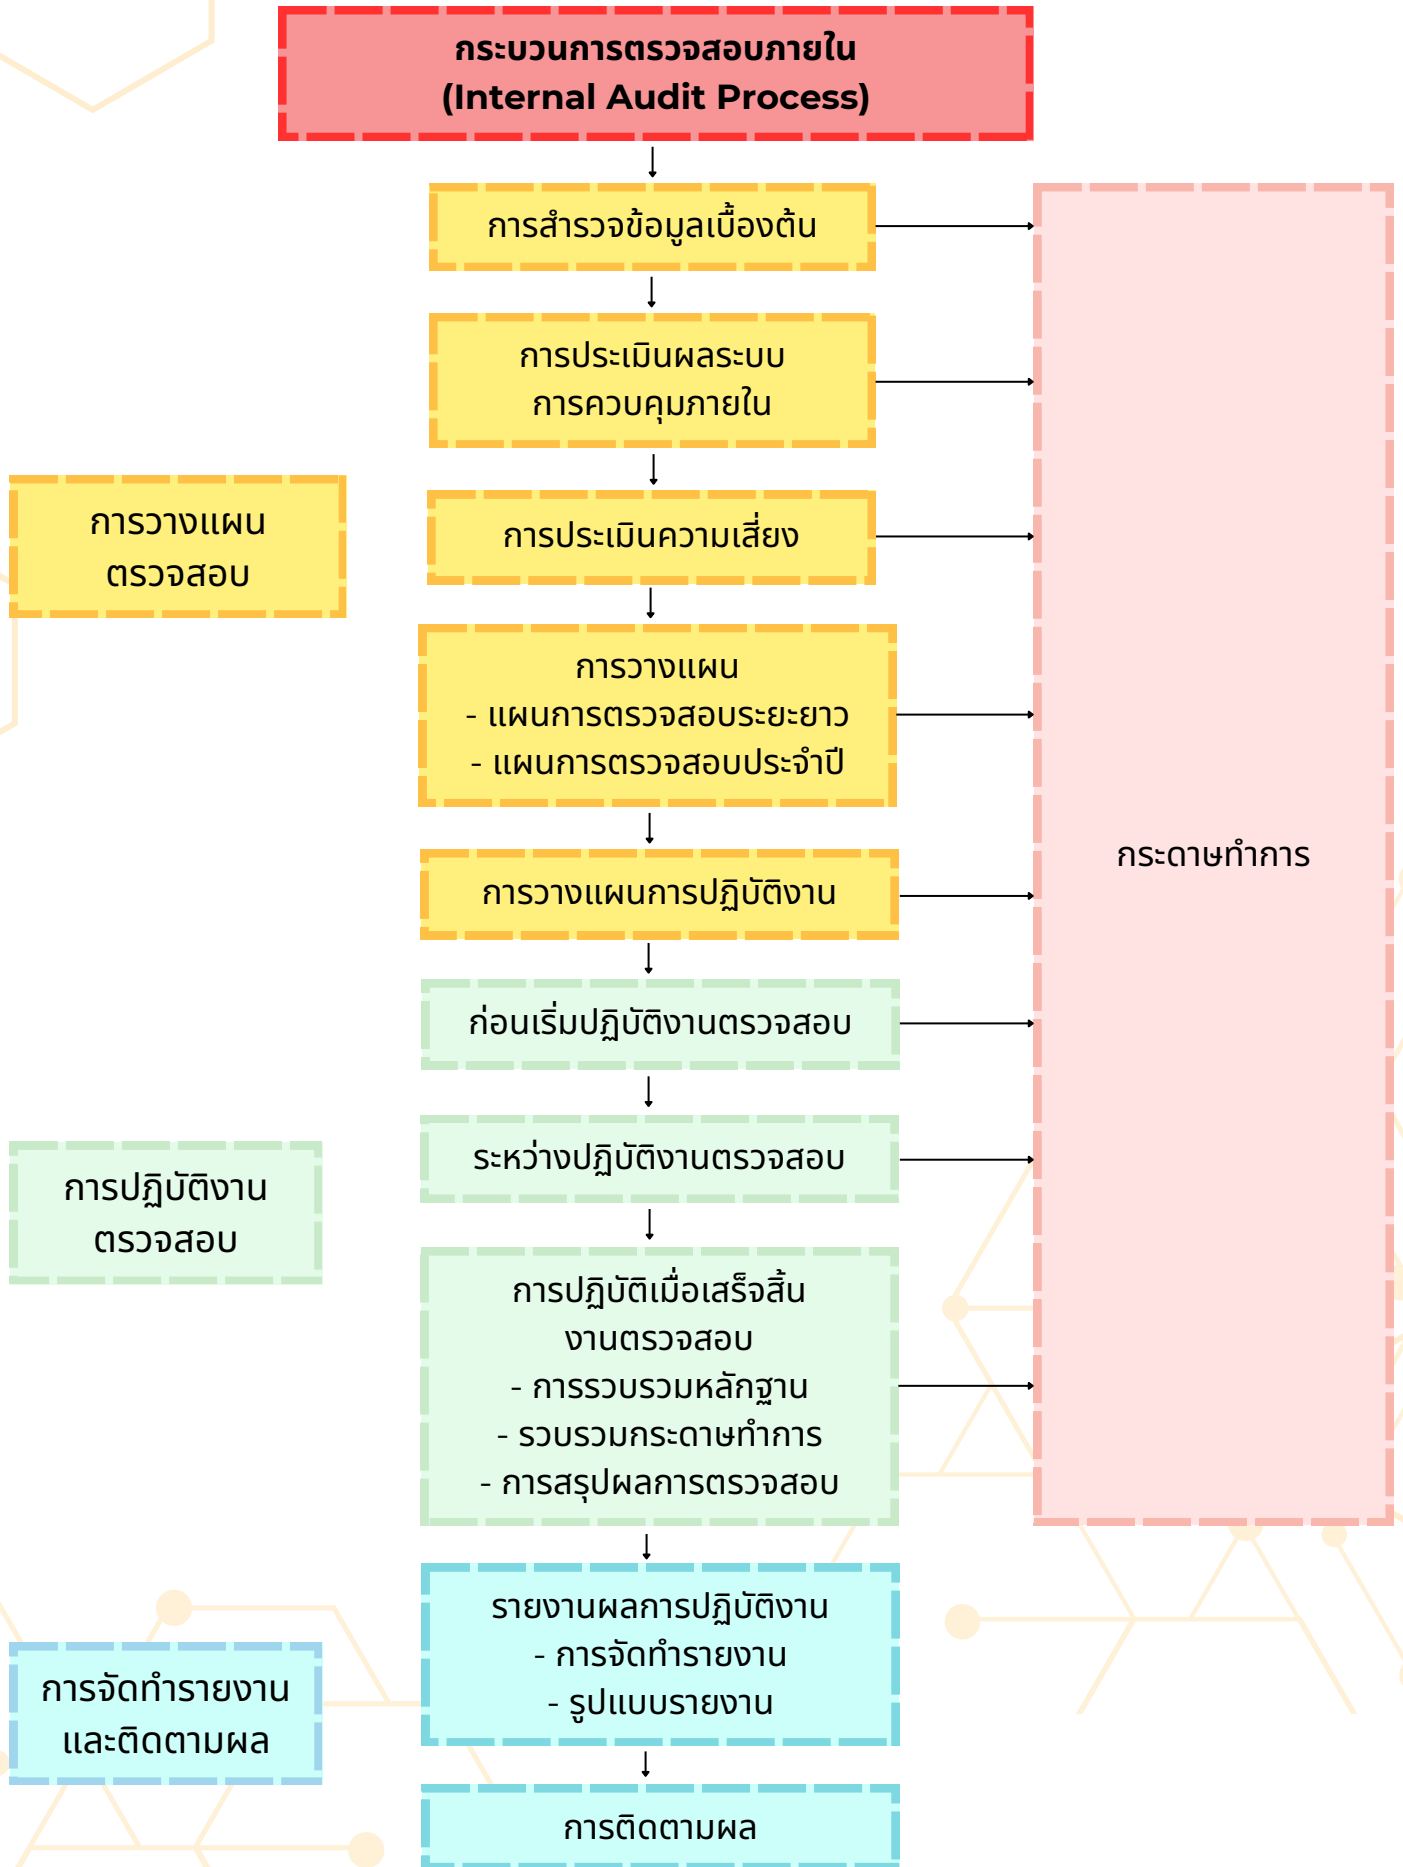 กระบวนการตรวจสอบภายใน
(Internal Audit Process)
การสำรวจข้อมูลเบื้องต้น
การประเมินผลระบบ
การควบคุมภายใน
การวางแผน
ตรวจสอบ
การประเมินความเสี่ยง
การวางแผน
- แผนการตรวจสอบระยะยาว
- แผนการตรวจสอบประจำปี
กระดาษทำการ
การวางแผนการปฏิบัติงาน
ก่อนเริ่มปฏิบัติงานตรวจสอบ
ระหว่างปฏิบัติงานตรวจสอบ
การปฏิบัติงาน
ตรวจสอบ
การปฏิบัติเมื่อเสร็จสิ้น
งานตรวจสอบ
- การรวบรวมหลักฐาน
- รวบรวมกระดาษทำการ
- การสรุปผลการตรวจสอบ
รายงานผลการปฏิบัติงาน
- การจัดทำรายงาน
- รูปแบบรายงาน
การจัดทำรายงาน
และติดตามผล
การติดตามผล